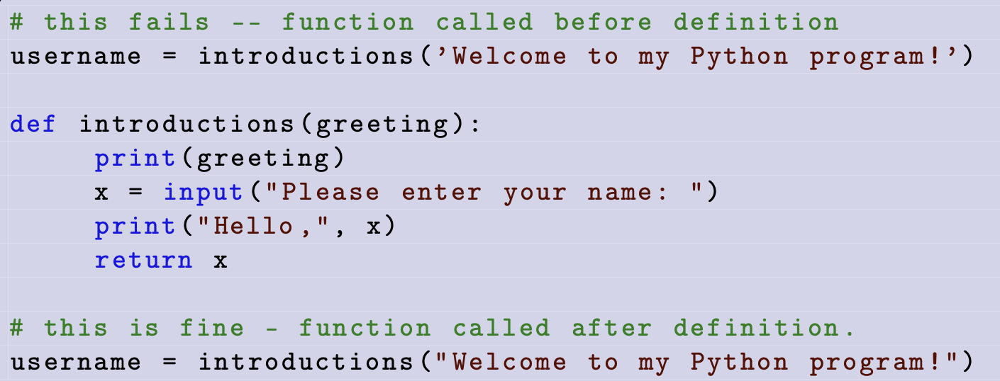 # this fails -- function called before definition
username = introductions(’Welcome to my Python program!’)

def introductions(greeting):
     print(greeting)
     x = input("Please enter your name: ")
     print("Hello,", x)
     return x

# this is fine - function called after definition.
username = introductions("Welcome to my Python program!")